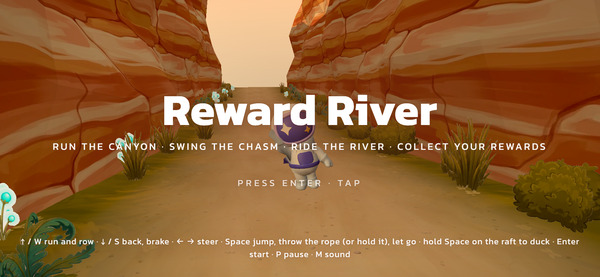 Reward River
RUN THE CANYON · SWING THE CHASM · RIDE THE RIVER · COLLECT YOUR REWARDS
PRESS ENTER · TAP
↑ / W run and row · ↓ / S back, brake · ← → steer · Space jump, throw the rope (or hold it), let go · hold Space on the raft to duck · Enter
start · P pause · M sound